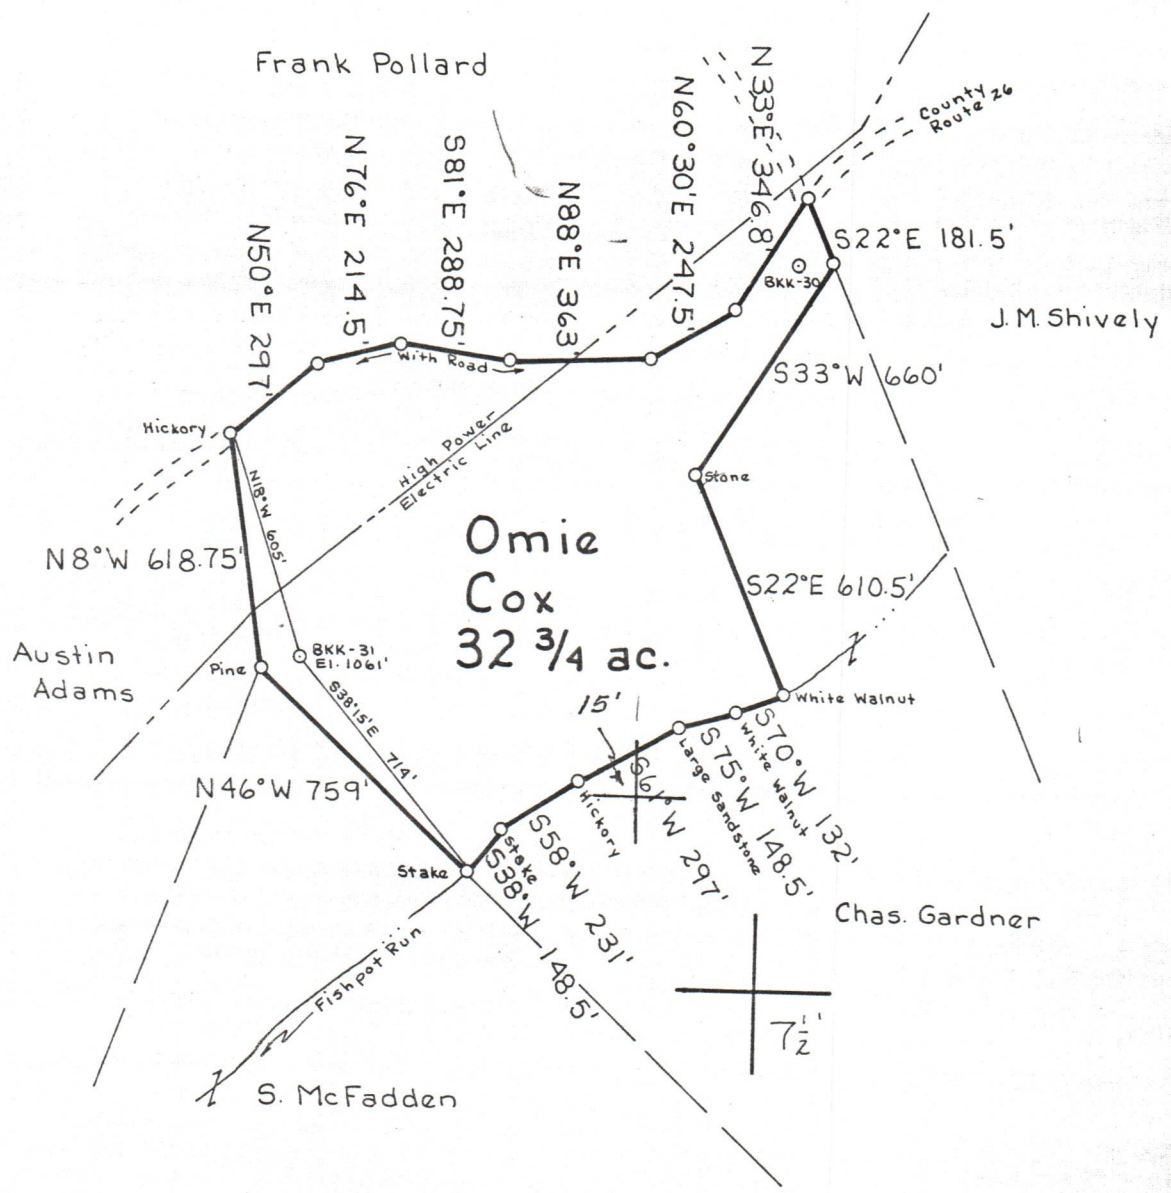 Frank Pollard
County
Route 26
N 33°E 346.8'
N60°30'E 247.5'
N88°E 363'
S81°E 288.75'
N76°E 214.5'
N50°E 297'
S22°E 181.5'
BKK-30
J.M. Shively
With Road
S33°W 660'
Hickory
High Power
Electric Line
Stone
N18°W 605'
N8°W 618.75'
Omie
Cox
32 3/4 ac.
S22°E 610.5'
Austin
Adams
Pine
BKK-31
El. 1061'
S38°15'E 714'
15'
White Walnut
S70°W 132'
White Walnut
S75°W 148.5'
Large Sandstone
S61°W 297'
Hickory
N46°W 759'
S58°W 231'
Stake
S38°W 148.5'
Stake
Chas. Gardner
Fishpot Run
7 1/2'
S. McFadden